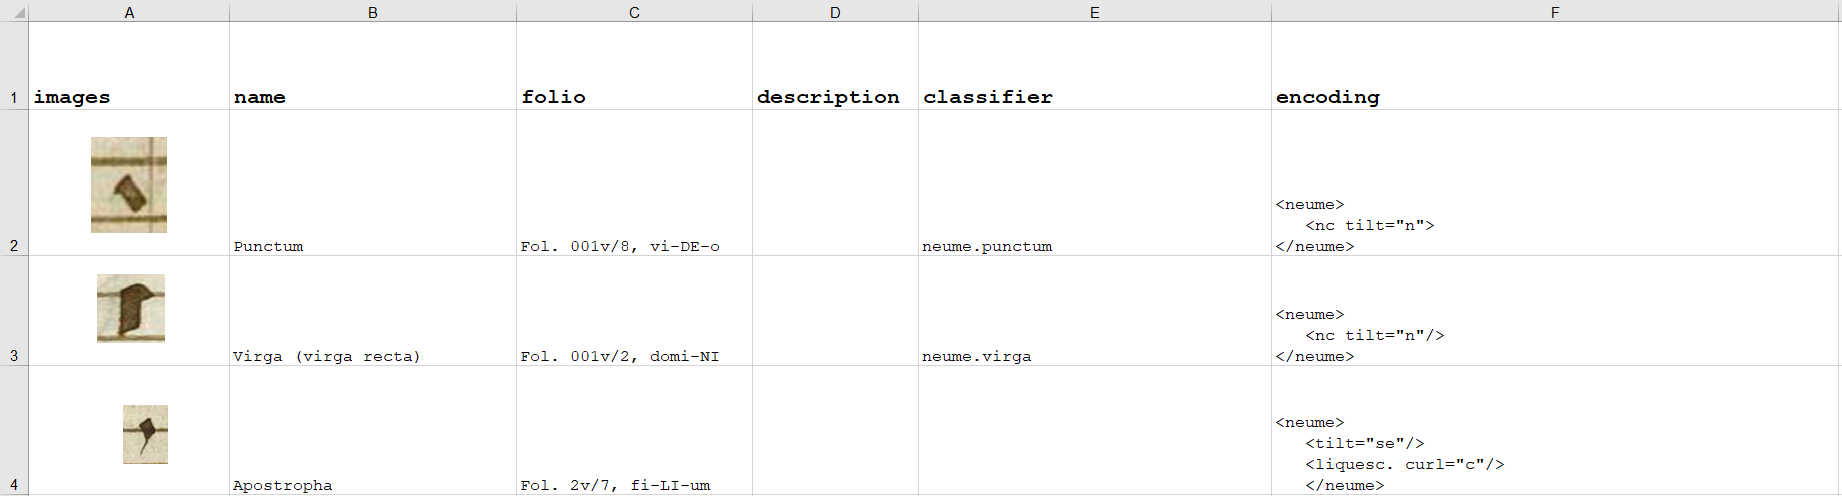 A B C D E F
1 images name folio description classifier encoding
<neume>
<nc tilt="n">
2 Punctum Fol. 001v/8, vi-DE-o neume.punctum </neume>
<neume>
<nc tilt="n"/>
3 Virga (virga recta) Fol. 001v/2, domi-NI neume.virga </neume>
<neume>
<tilt="se"/>
<liquesc. curl="c"/>
4 Apostropha Fol. 2v/7, fi-LI-um </neume>